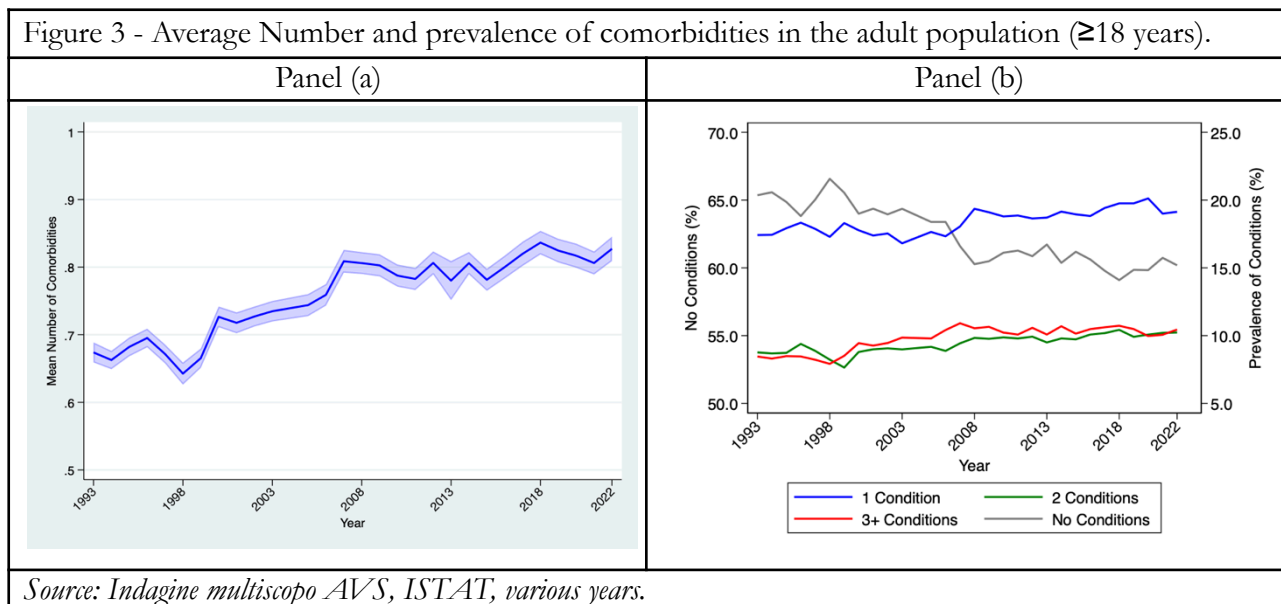 Figure 3 - Average Number and prevalence of comorbidities in the adult population (≥18 years).
Panel (a)
Panel (b)
1
.9
.8
.7
.6
.5
Mean Number of Comorbidities
1993
1998
2003
2008
2013
2018
2022
Year
70.0
65.0
60.0
55.0
50.0
No Conditions (%)
25.0
20.0
15.0
10.0
5.0
Prevalence of Conditions (%)
1993
1998
2003
2008
2013
2018
2022
Year
1 Condition
2 Conditions
3+ Conditions
No Conditions
Source: Indagine multiscopo AVS, ISTAT, various years.